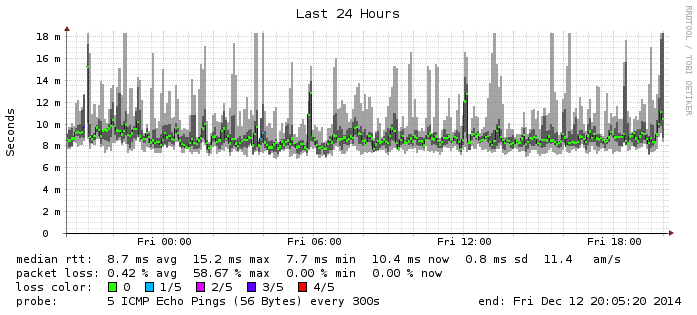 Last 24 Hours
RRDTOOL / TOBI OETIKER
Seconds
18 m
16 m
14 m
12 m
10 m
8 m
6 m
4 m
2 m
0
Fri 00:00 Fri 06:00 Fri 12:00 Fri 18:00
median rtt: 8.7 ms avg 15.2 ms max 7.7 ms min 10.4 ms now 0.8 ms sd 11.4 am/s
packet loss: 0.42 % avg 58.67 % max 0.00 % min 0.00 % now
loss color: 0 1/5 2/5 3/5 4/5
probe: 5 ICMP Echo Pings (56 Bytes) every 300s end: Fri Dec 12 20:05:20 2014